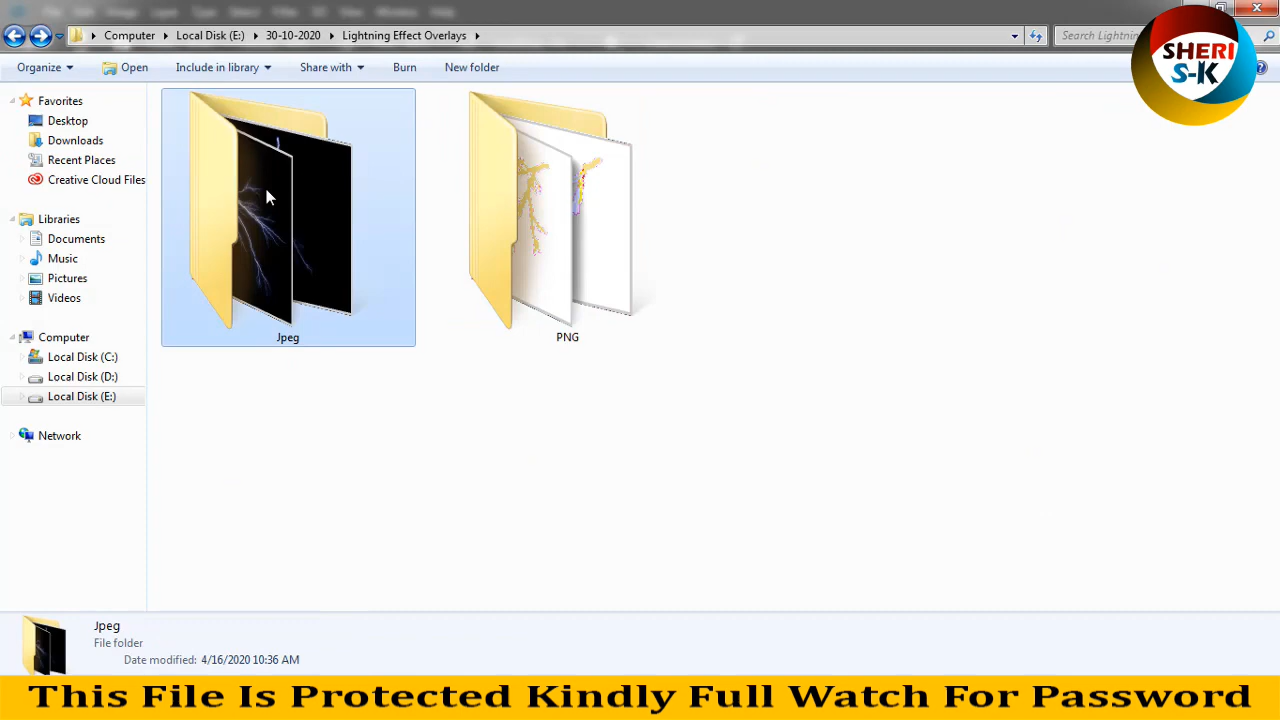 Computer Local Disk (E:) 30-10-2020 Lightning Effect Overlays
Search Lightnin
SHERI
S-K
Organize Open Include in library Share with Burn New folder
Favorites
Desktop
Downloads
Recent Places
Creative Cloud Files
Libraries
Documents
Music
Pictures
Videos
Computer
Local Disk (C:)
Local Disk (D:)
Local Disk (E:)
Network
Jpeg
PNG
Jpeg
File folder
Date modified: 4/16/2020 10:36 AM
This File Is Protected Kindly Full Watch For Password